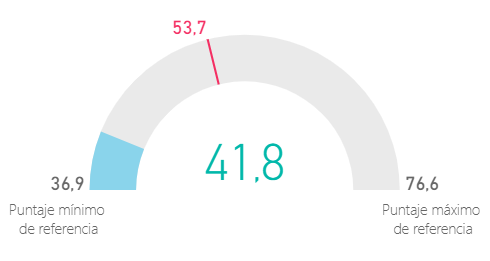 53,7
41,8
36,9
76,6
Puntaje mínimo
de referencia
Puntaje máximo
de referencia